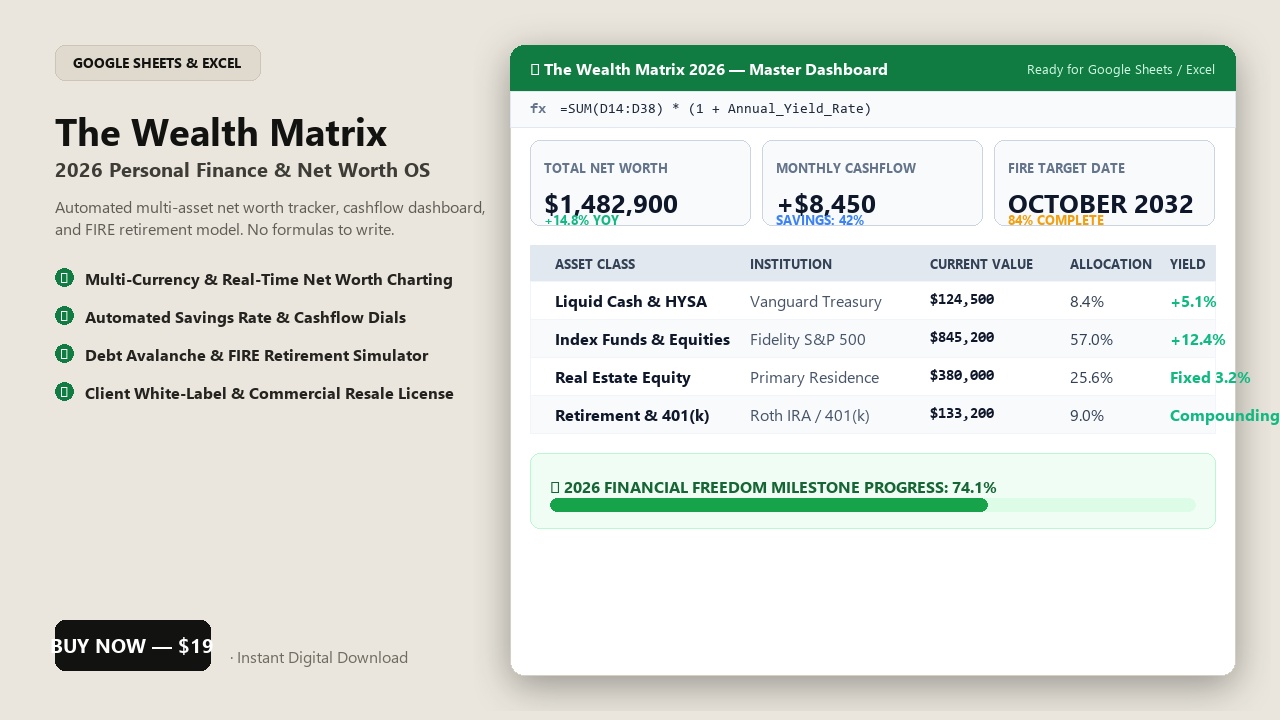 GOOGLE SHEETS & EXCEL
The Wealth Matrix
2026 Personal Finance & Net Worth OS
Automated multi-asset net worth tracker, cashflow dashboard,
and FIRE retirement model. No formulas to write.
Multi-Currency & Real-Time Net Worth Charting
Automated Savings Rate & Cashflow Dials
Debt Avalanche & FIRE Retirement Simulator
Client White-Label & Commercial Resale License
BUY NOW — $19
· Instant Digital Download
The Wealth Matrix 2026 — Master Dashboard
Ready for Google Sheets / Excel
fx =SUM(D14:D38) * (1 + Annual_Yield_Rate)
TOTAL NET WORTH
$1,482,900
+14.8% YOY
MONTHLY CASHFLOW
+$8,450
SAVINGS: 42%
FIRE TARGET DATE
OCTOBER 2032
84% COMPLETE
ASSET CLASS INSTITUTION CURRENT VALUE ALLOCATION YIELD
Liquid Cash & HYSA Vanguard Treasury $124,500 8.4% +5.1%
Index Funds & Equities Fidelity S&P 500 $845,200 57.0% +12.4%
Real Estate Equity Primary Residence $380,000 25.6% Fixed 3.2%
Retirement & 401(k) Roth IRA / 401(k) $133,200 9.0% Compounding
2026 FINANCIAL FREEDOM MILESTONE PROGRESS: 74.1%